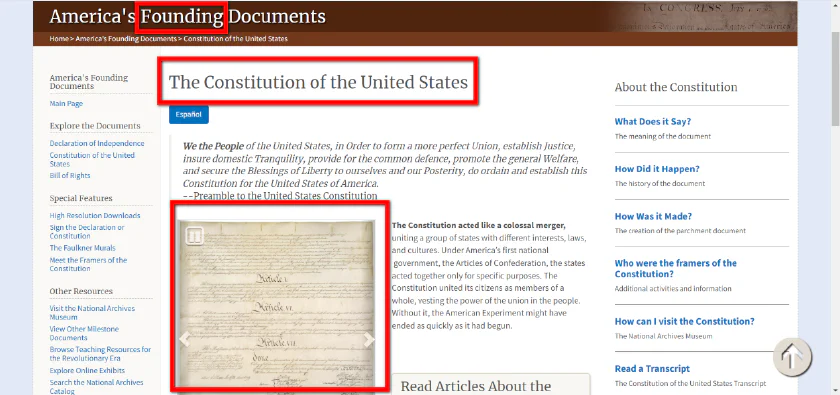 America's Founding Documents
IN CONGRESS,
Home > America's Founding Documents > Constitution of the United States
America's Founding
Documents
Main Page
Explore the Documents
Declaration of Independence
Constitution of the United
States
Bill of Rights
Special Features
High Resolution Downloads
Sign the Declaration or
Constitution
The Faulkner Murals
Meet the Framers of the
Constitution
Other Resources
Visit the National Archives
Museum
View Other Milestone
Documents
Browse Teaching Resources for
the Revolutionary Era
Explore Online Exhibits
Search the National Archives
Catalog
The Constitution of the United States
Español
We the People of the United States, in Order to form a more perfect Union, establish Justice,
insure domestic Tranquility, provide for the common defence, promote the general Welfare,
and secure the Blessings of Liberty to ourselves and our Posterity, do ordain and establish this
Constitution for the United States of America.
--Preamble to the United States Constitution
Article V.
Article VI.
Article VII.
done
The Constitution acted like a colossal merger,
uniting a group of states with different interests, laws,
and cultures. Under America's first national
government, the Articles of Confederation, the states
acted together only for specific purposes. The
Constitution united its citizens as members of a
whole, vesting the power of the union in the people.
Without it, the American Experiment might have
ended as quickly as it had begun.
Read Articles About the
About the Constitution
What Does it Say?
The meaning of the document
How Did it Happen?
The history of the document
How Was it Made?
The creation of the parchment document
Who were the framers of the
Constitution?
Additional activities and information
How can I visit the Constitution?
The National Archives Museum
Read a Transcript
The Constitution of the United States Transcript